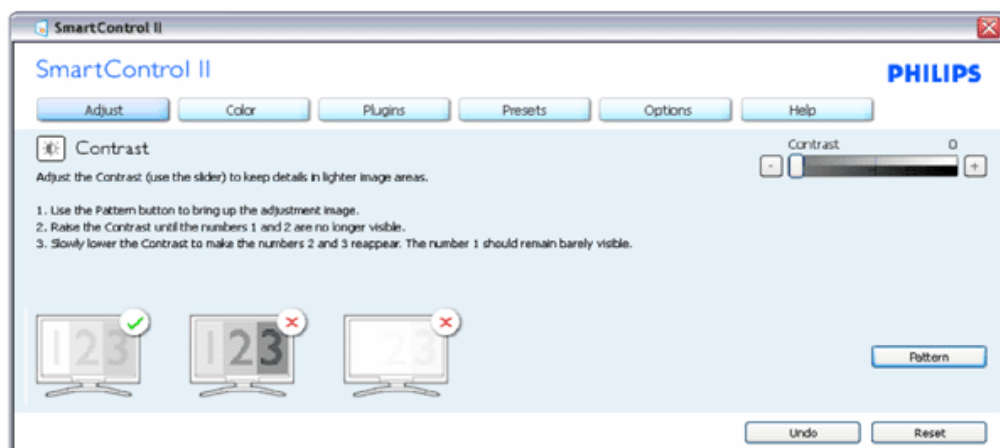 SmartControl II
SmartControl II
PHILIPS
Adjust Color Plugins Presets Options Help
Contrast
Contrast 0
- +
Adjust the Contrast (use the slider) to keep details in lighter image areas.
1. Use the Pattern button to bring up the adjustment image.
2. Raise the Contrast until the numbers 1 and 2 are no longer visible.
3. Slowly lower the Contrast to make the numbers 2 and 3 reappear. The number 1 should remain barely visible.
123 123 23
Pattern
Undo Reset